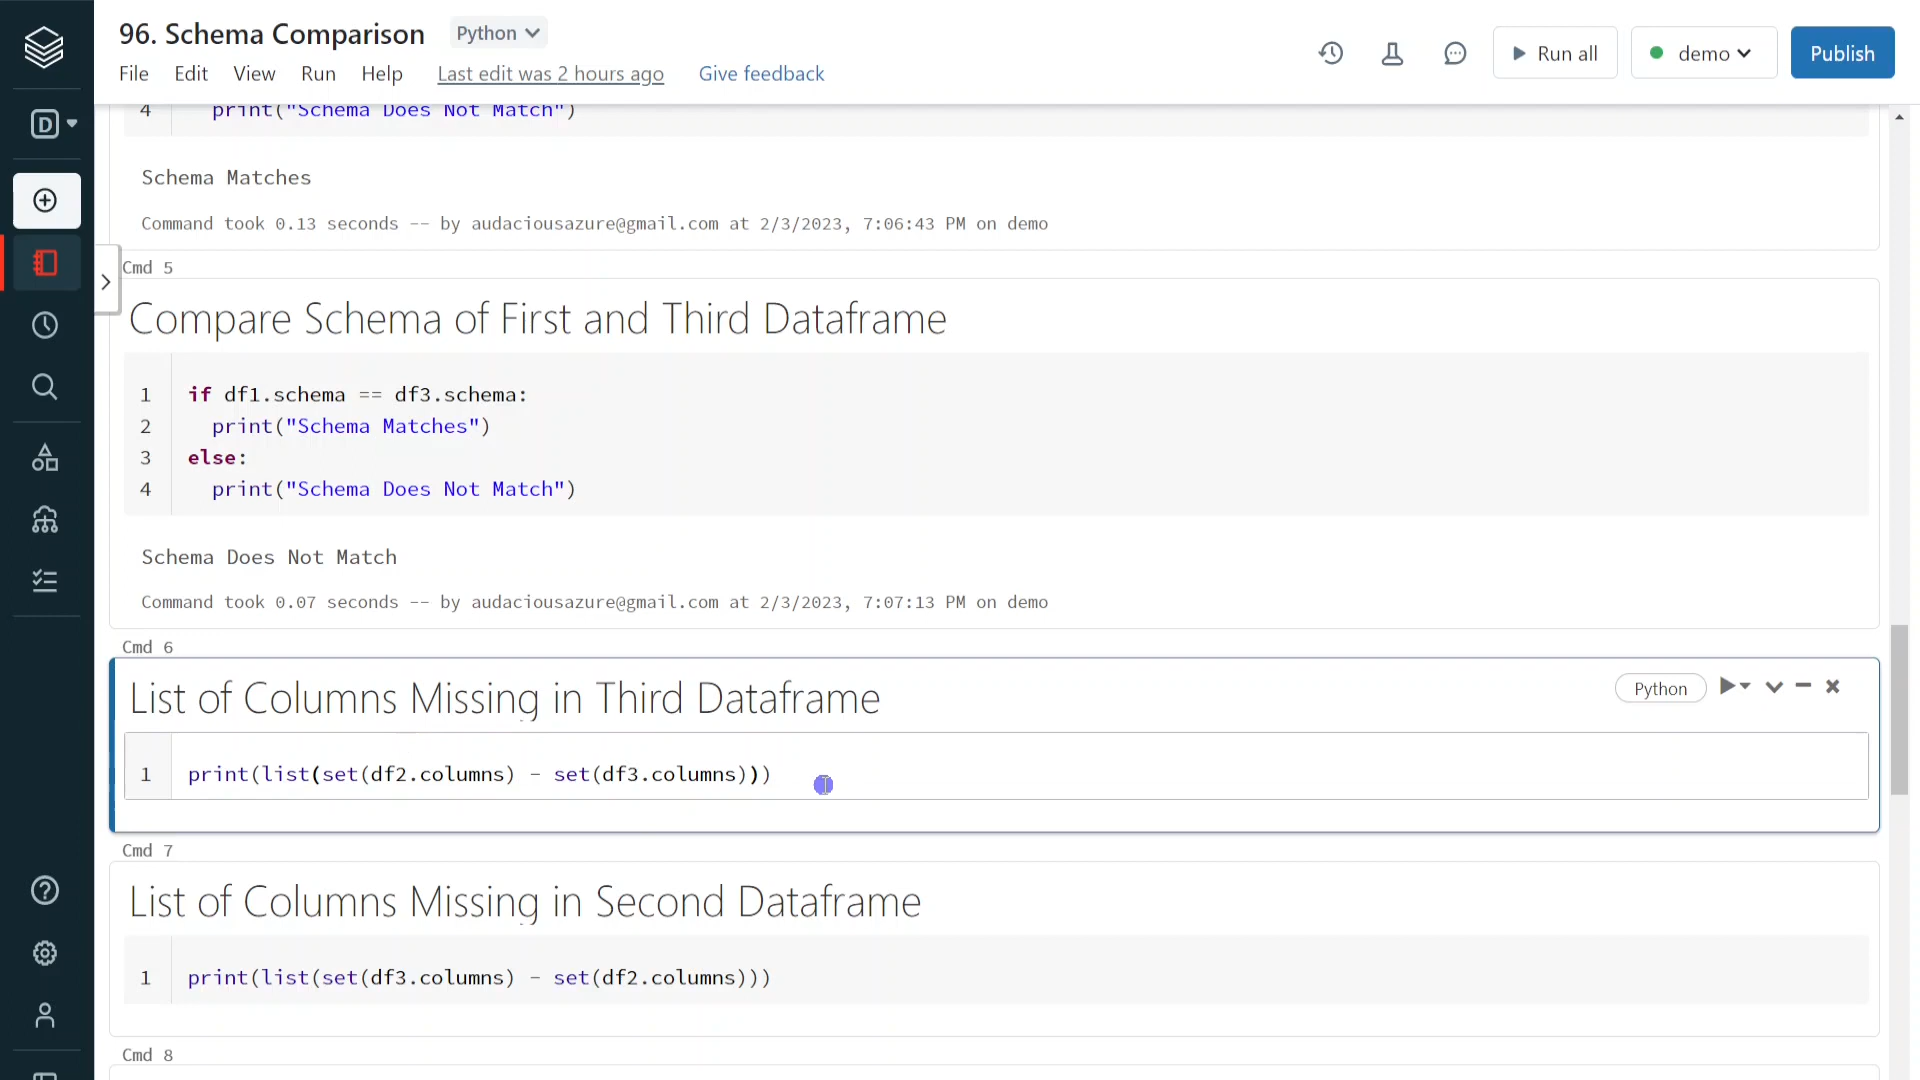 96. Schema Comparison Python
File Edit View Run Help Last edit was 2 hours ago Give feedback
Run all demo Publish
D
4 print("Schema Does Not Match")
Schema Matches
Command took 0.13 seconds -- by audaciousazure@gmail.com at 2/3/2023, 7:06:43 PM on demo
Cmd 5
Compare Schema of First and Third Dataframe
1 if df1.schema == df3.schema:
2 print("Schema Matches")
3 else:
4 print("Schema Does Not Match")
Schema Does Not Match
Command took 0.07 seconds -- by audaciousazure@gmail.com at 2/3/2023, 7:07:13 PM on demo
Cmd 6
List of Columns Missing in Third Dataframe
Python
1 print(list(set(df2.columns) - set(df3.columns)))
Cmd 7
List of Columns Missing in Second Dataframe
1 print(list(set(df3.columns) - set(df2.columns)))
Cmd 8